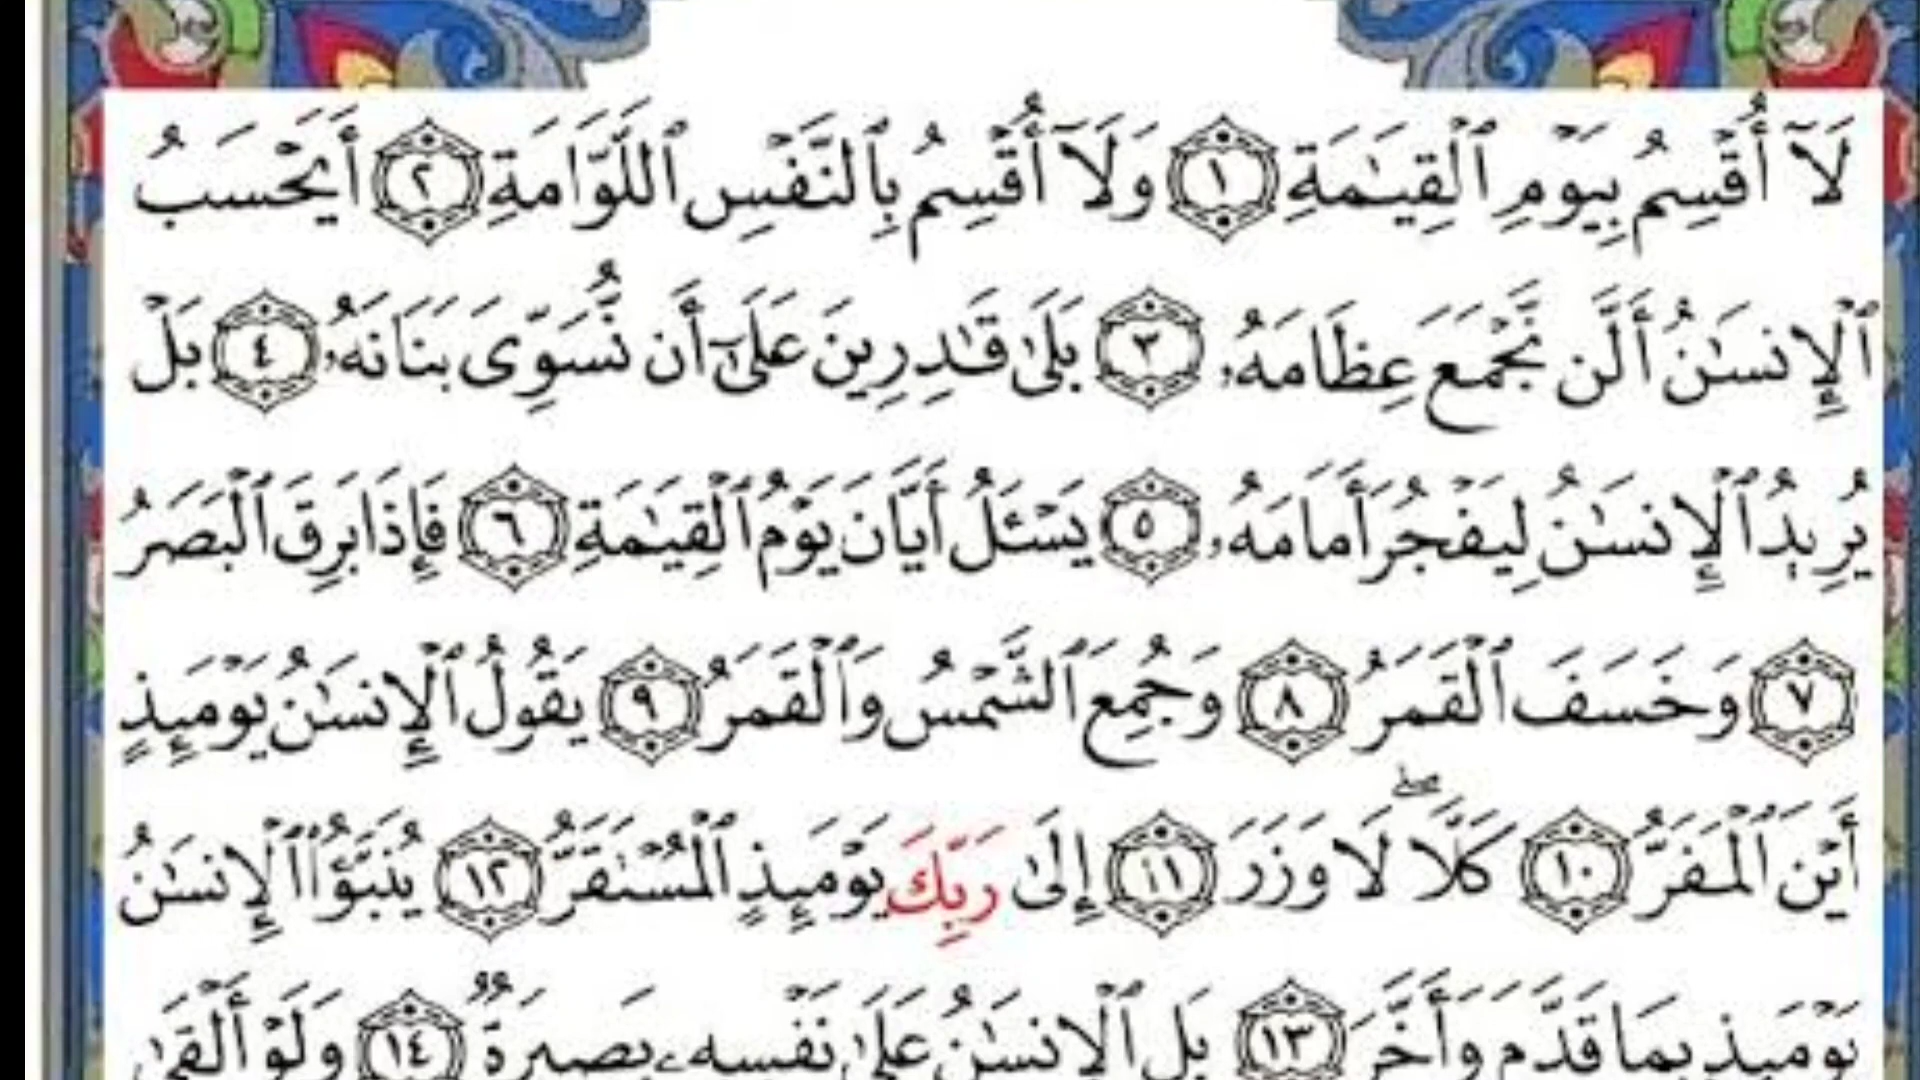 لَآ أُقْسِمُ بِيَوْمِ ٱلْقِيَٰمَةِ ١ وَلَآ أُقْسِمُ بِٱلنَّفْسِ ٱللَّوَّامَةِ ٢ أَيَحْسَبُ
ٱلْإِنسَٰنُ أَلَّن نَّجْمَعَ عِظَامَهُۥ ٣ بَلَىٰ قَٰدِرِينَ عَلَىٰٓ أَن نُّسَوِّىَ بَنَانَهُۥ ٤ بَلْ
يُرِيدُ ٱلْإِنسَٰنُ لِيَفْجُرَ أَمَامَهُۥ ٥ يَسْـَٔلُ أَيَّانَ يَوْمُ ٱلْقِيَٰمَةِ ٦ فَإِذَا بَرِقَ ٱلْبَصَرُ
٧ وَخَسَفَ ٱلْقَمَرُ ٨ وَجُمِعَ ٱلشَّمْسُ وَٱلْقَمَرُ ٩ يَقُولُ ٱلْإِنسَٰنُ يَوْمَئِذٍ
أَيْنَ ٱلْمَفَرُّ ١٠ كَلَّا لَا وَزَرَ ١١ إِلَىٰ رَبِّكَ يَوْمَئِذٍ ٱلْمُسْتَقَرُّ ١٢ يُنَبَّؤُا۟ ٱلْإِنسَٰنُ
يَوْمَئِذٍۭ بِمَا قَدَّمَ وَأَخَّرَ ١٣ بَلِ ٱلْإِنسَٰنُ عَلَىٰ نَفْسِهِۦ بَصِيرَةٌ ١٤ وَلَوْ أَلْقَىٰ